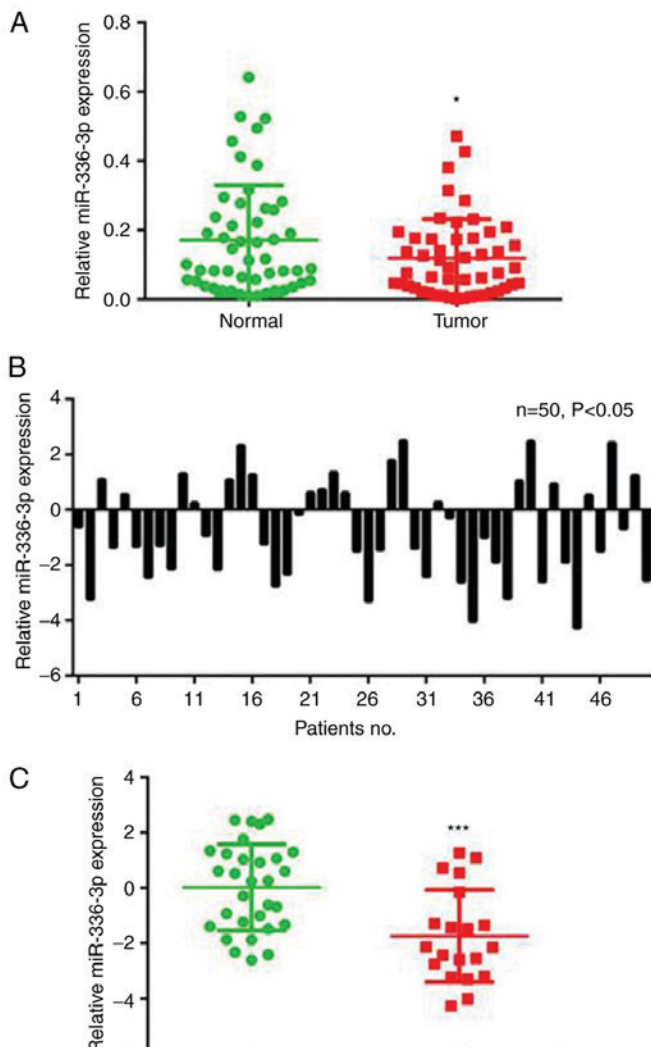 A
Relative miR-336-3p expression
0.8
0.6
0.4
0.2
0.0
*
Normal
Tumor
B
Relative miR-336-3p expression
4
2
0
−2
−4
−6
n=50, P<0.05
1
6
11
16
21
26
31
36
41
46
Patients no.
C
Relative miR-336-3p expression
4
2
0
−2
−4
***